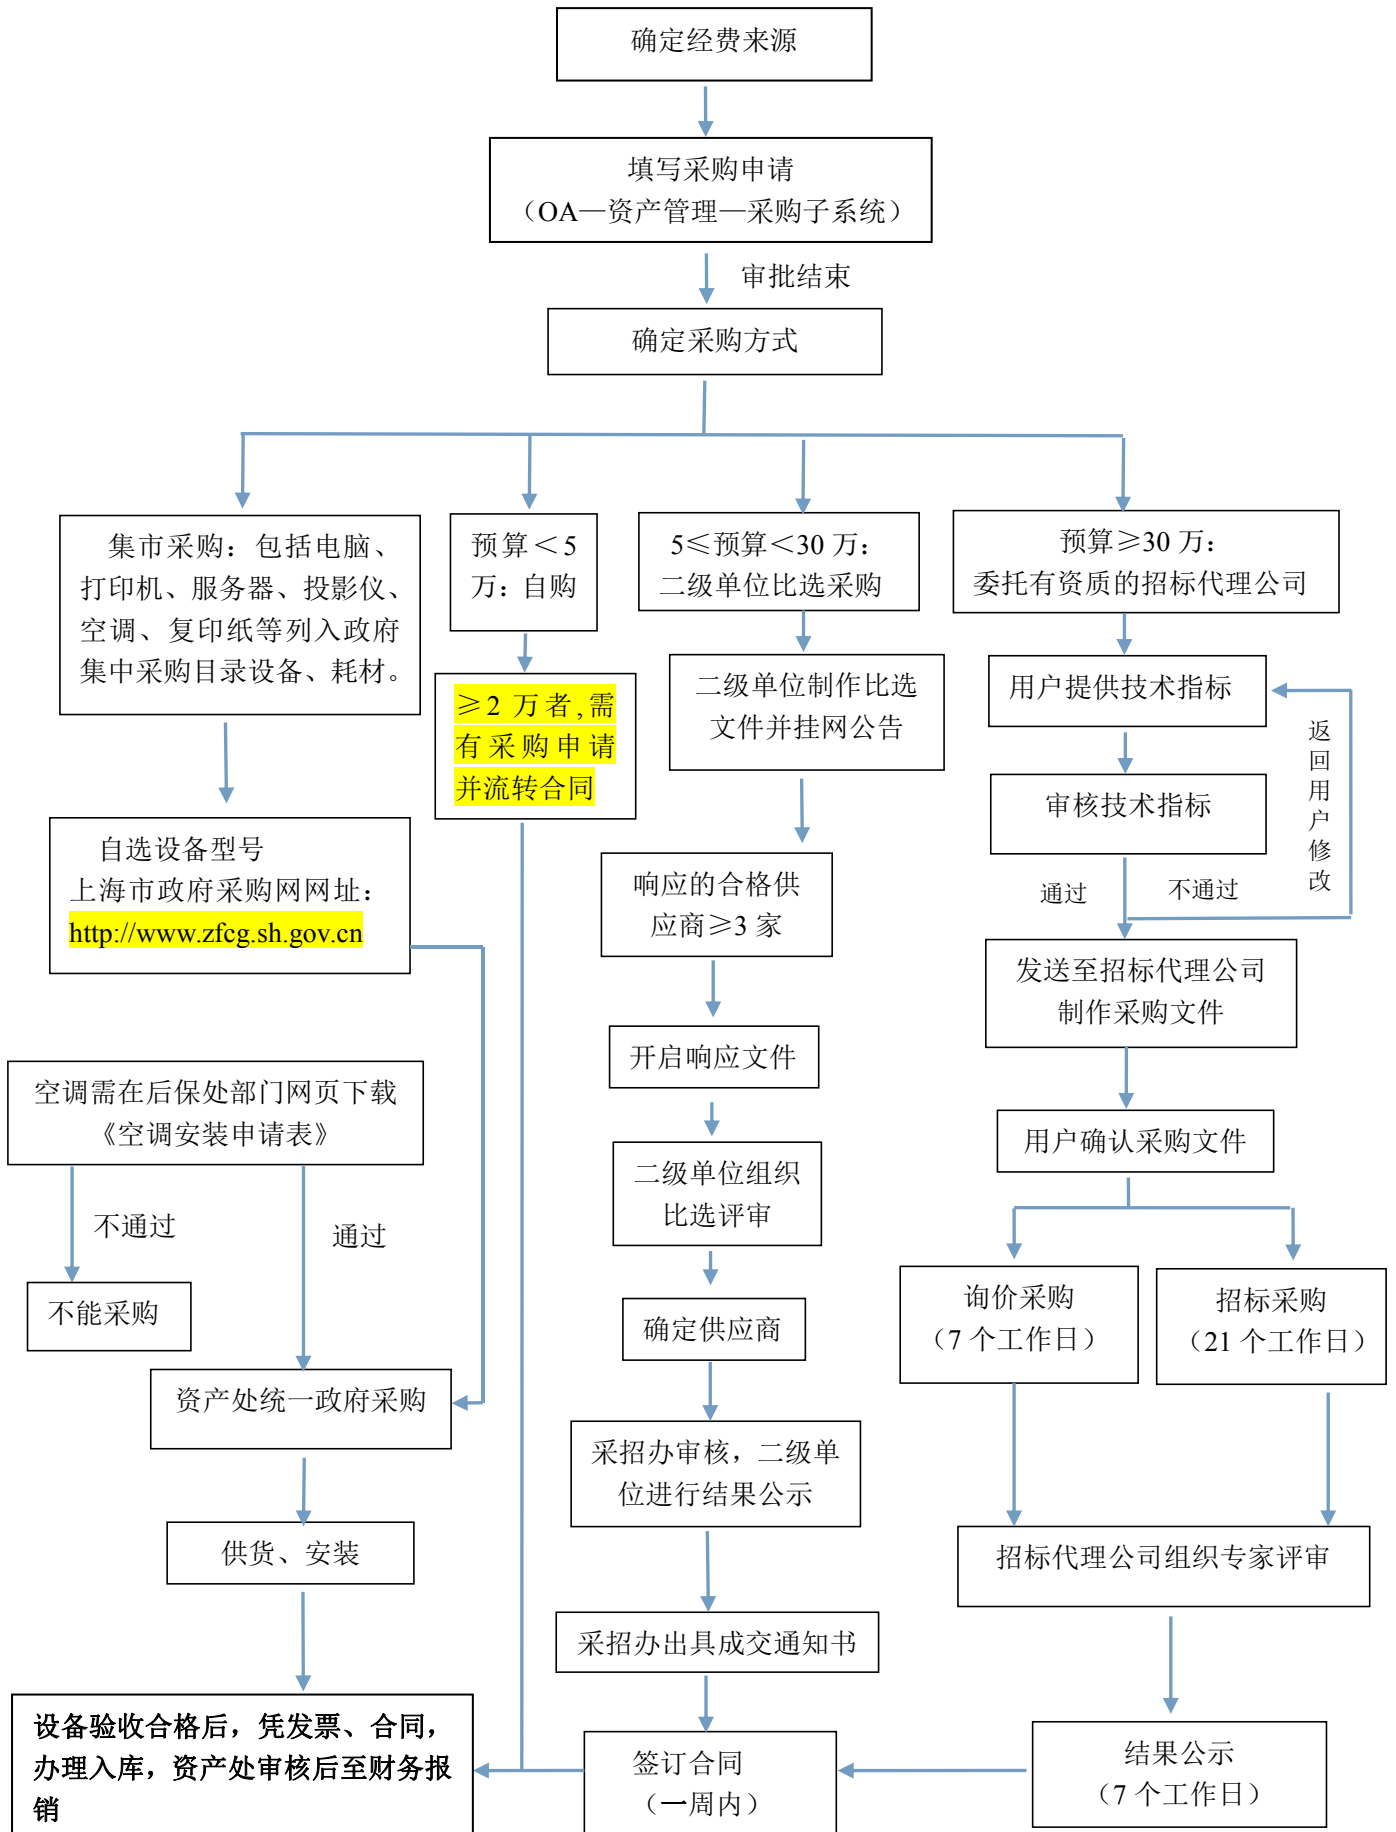 确定经费来源
填写采购申请
（OA—资产管理—采购子系统）
审批结束
确定采购方式
集市采购：包括电脑、
打印机、服务器、投影仪、
空调、复印纸等列入政府
集中采购目录设备、耗材。
预算＜5
万：自购
5≤预算＜30 万：
二级单位比选采购
预算≥30 万：
委托有资质的招标代理公司
≥2 万者,需
有采购申请
并流转合同
二级单位制作比选
文件并挂网公告
用户提供技术指标
返
回
用
户
修
改
审核技术指标
自选设备型号
上海市政府采购网网址：
http://www.zfcg.sh.gov.cn
响应的合格供
应商≥3 家
通过
不通过
发送至招标代理公司
制作采购文件
开启响应文件
空调需在后保处部门网页下载
《空调安装申请表》
用户确认采购文件
二级单位组织
比选评审
不通过
通过
不能采购
确定供应商
询价采购
（7 个工作日）
招标采购
（21 个工作日）
资产处统一政府采购
采招办审核，二级单
位进行结果公示
供货、安装
招标代理公司组织专家评审
采招办出具成交通知书
设备验收合格后，凭发票、合同，
办理入库，资产处审核后至财务报
销
签订合同
（一周内）
结果公示
（7 个工作日）